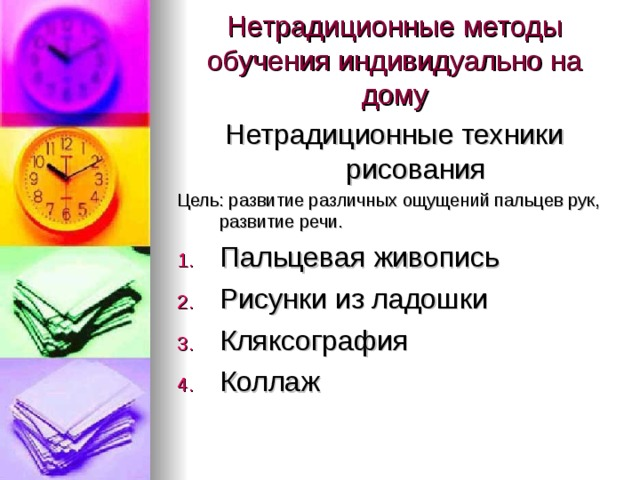 Нетрадиционные методы
обучения индивидуально на
дому
Нетрадиционные техники
рисования
Цель: развитие различных ощущений пальцев рук,
развитие речи.
1. Пальцевая живопись
2. Рисунки из ладошки
3. Кляксография
4. Коллаж